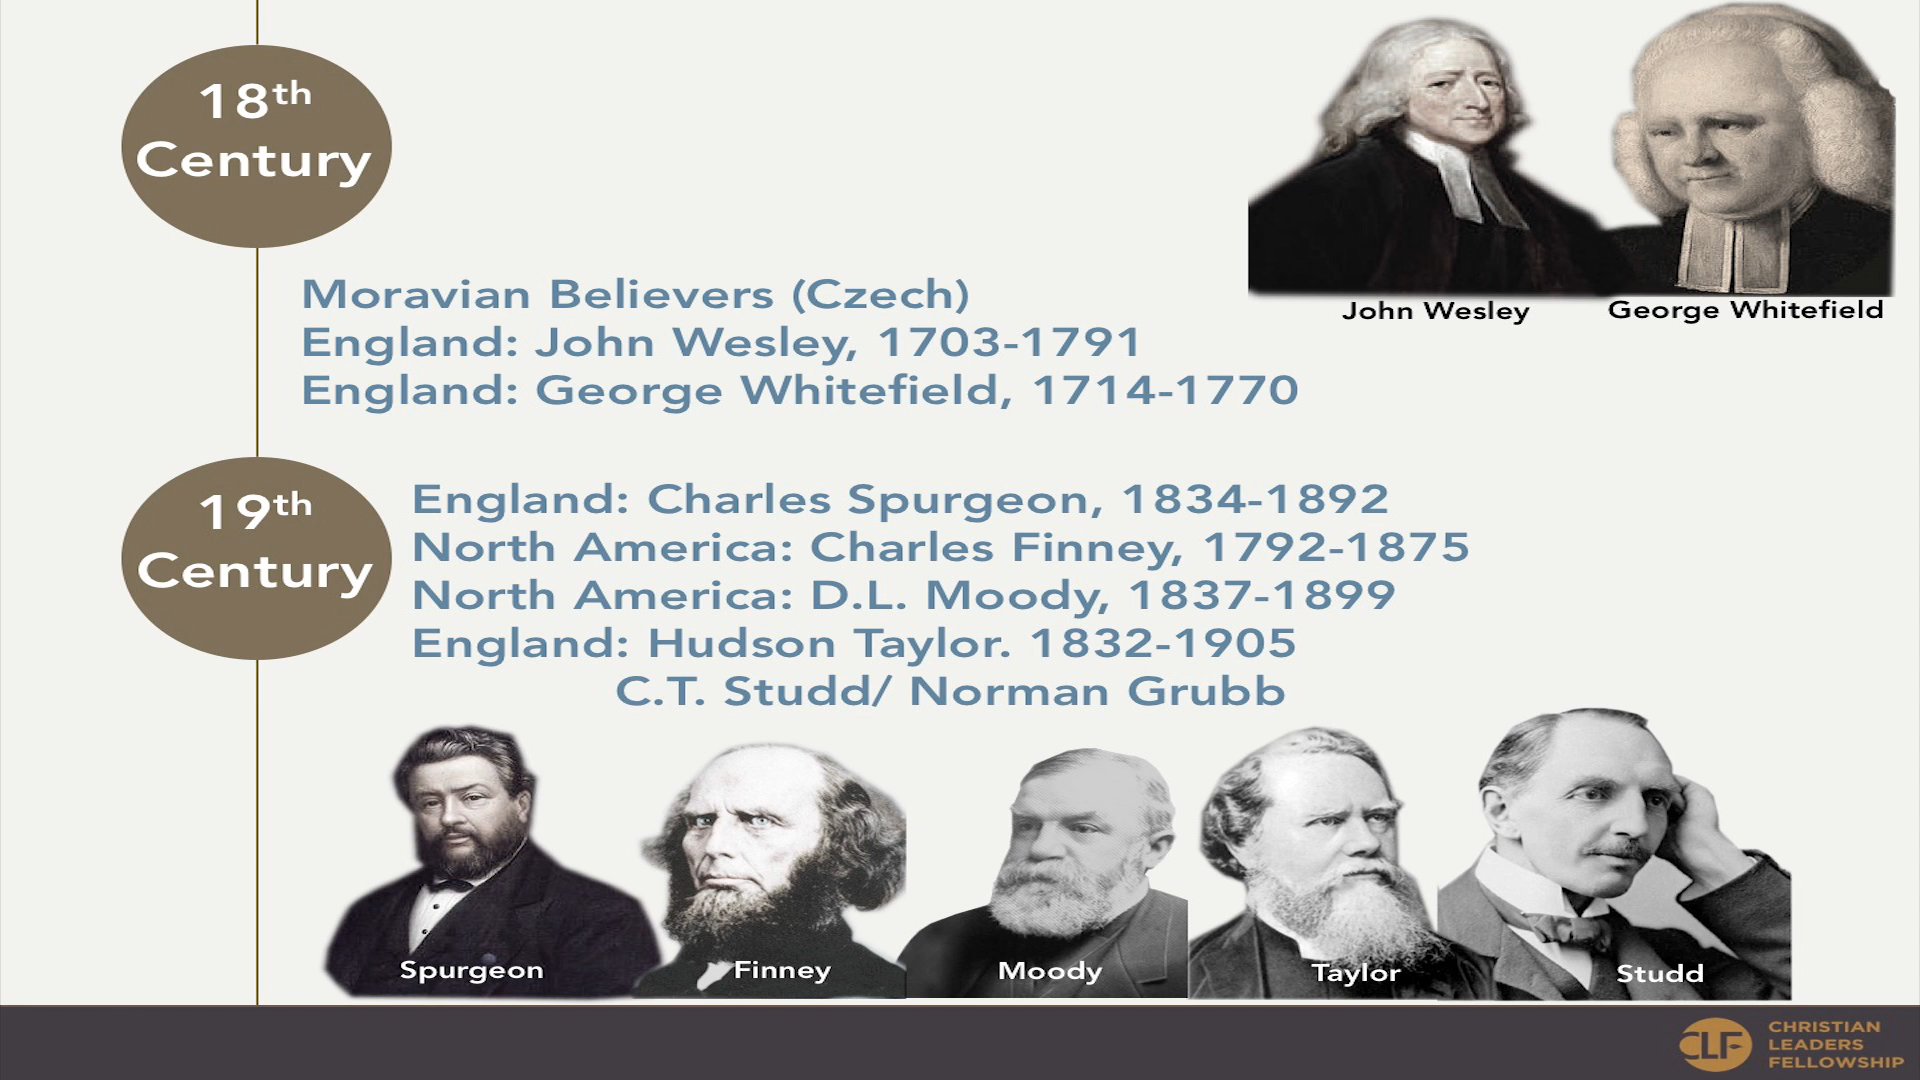 18th
Century
John Wesley
George Whitefield
Moravian Believers (Czech)
England: John Wesley, 1703-1791
England: George Whitefield, 1714-1770
19th
Century
England: Charles Spurgeon, 1834-1892
North America: Charles Finney, 1792-1875
North America: D.L. Moody, 1837-1899
England: Hudson Taylor. 1832-1905
C.T. Studd/ Norman Grubb
Spurgeon
Finney
Moody
Taylor
Studd
CLF
CHRISTIAN
LEADERS
FELLOWSHIP